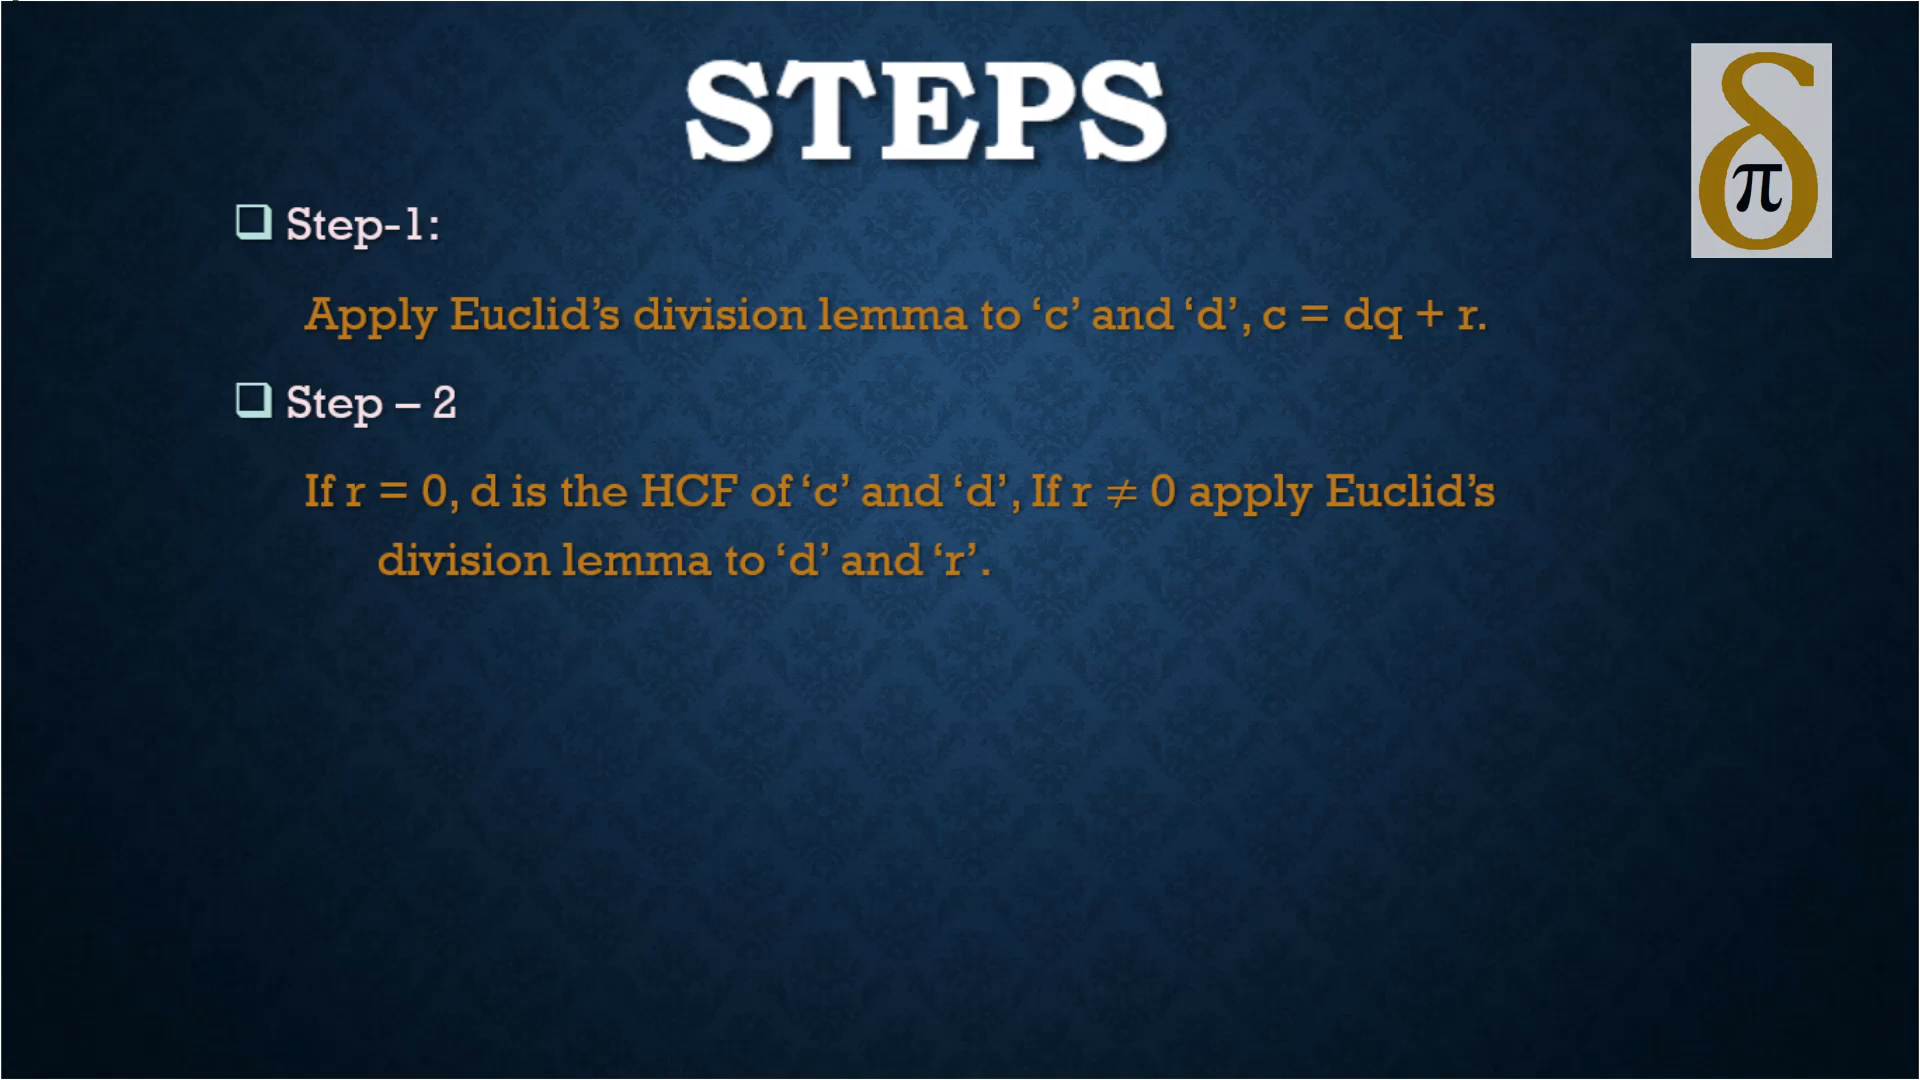 STEPS
δ
π
Step-1:
Apply Euclid’s division lemma to ‘c’ and ‘d’, c = dq + r.
Step – 2
If r = 0, d is the HCF of ‘c’ and ‘d’, If r ≠ 0 apply Euclid’s
division lemma to ‘d’ and ‘r’.